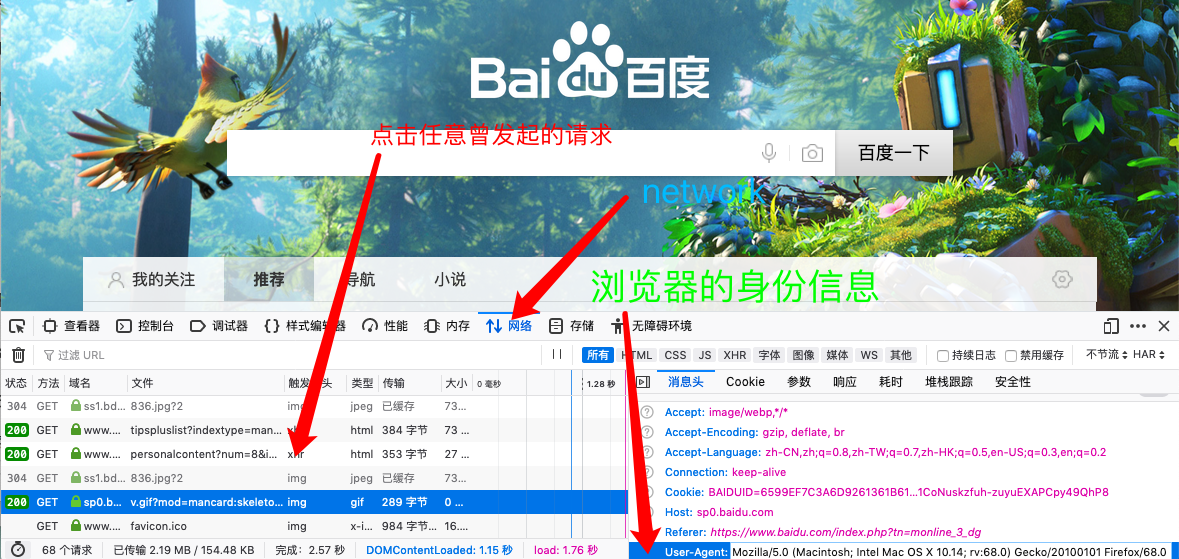 Bai du 百度
点击任意曾发起的请求
百度一下
network
我的关注 推荐 导航 小说
浏览器的身份信息
查看器 控制台 调试器 样式编辑器 性能 内存 网络 存储 无障碍环境
过滤 URL
所有 HTML CSS JS XHR 字体 图像 媒体 WS 其他 持续日志 禁用缓存 不节流 HAR
状态 方法 域名 文件 触发 头 类型 传输 大小 0 毫秒 1.28 秒
消息头 Cookie 参数 响应 耗时 堆栈跟踪 安全性
304 GET ss1.bd... 836.jpg?2 img jpeg 已缓存 73...
200 GET www.... tipspluslist?indextype=man... xhr html 384 字节 73 ...
200 GET www.... personalcontent?num=8&i... xhr html 353 字节 27 ...
304 GET ss1.bd... 836.jpg?2 img jpeg 已缓存 73...
200 GET sp0.b... v.gif?mod=mancard:skeleto... img gif 289 字节 0 ...
GET www.... favicon.ico img x-i... 984 字节 16....
68 个请求 已传输 2.19 MB / 154.48 KB 完成：2.57 秒 DOMContentLoaded: 1.15 秒 load: 1.76 秒
Accept: image/webp,*/*
Accept-Encoding: gzip, deflate, br
Accept-Language: zh-CN,zh;q=0.8,zh-TW;q=0.7,zh-HK;q=0.5,en-US;q=0.3,en;q=0.2
Connection: keep-alive
Cookie: BAIDUID=6599EF7C3A6D9261361B61...1CoNuskzfuh-zuyuEXAPCpy49QhP8
Host: sp0.baidu.com
Referer: https://www.baidu.com/index.php?tn=monline_3_dg
User-Agent: Mozilla/5.0 (Macintosh; Intel Mac OS X 10.14; rv:68.0) Gecko/20100101 Firefox/68.0